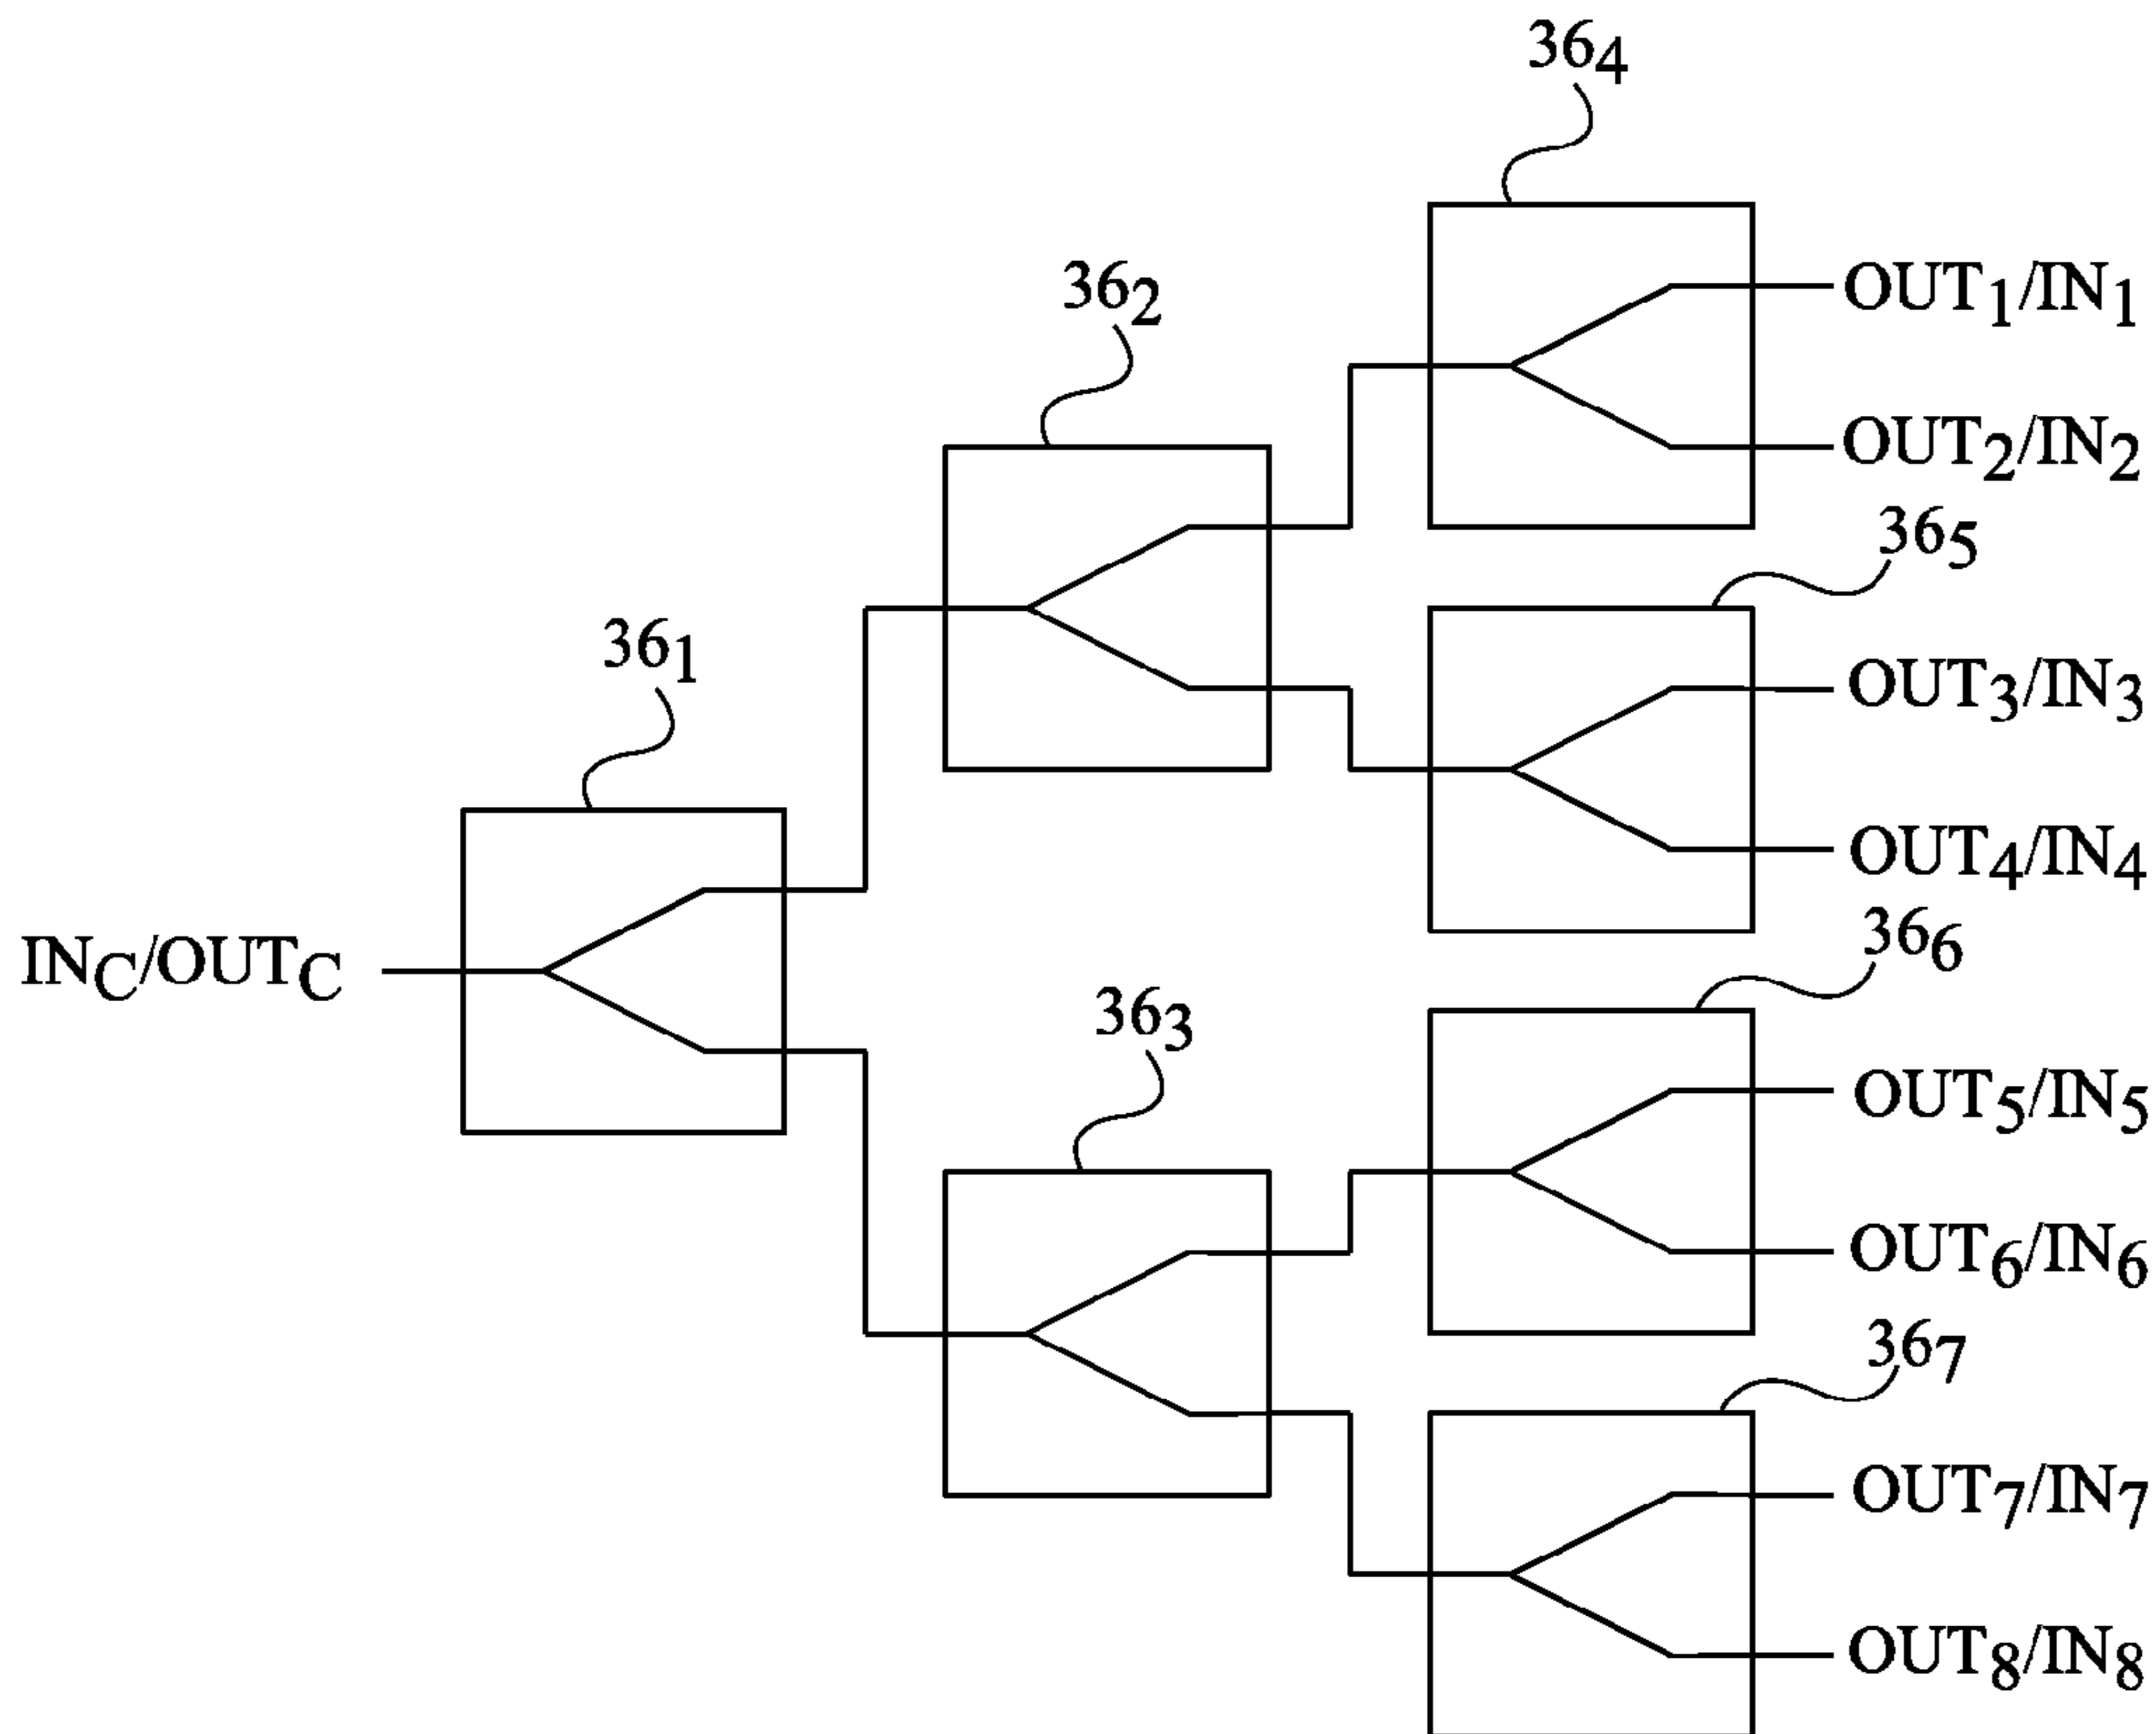 36₄
OUT₁/IN₁
36₂
OUT₂/IN₂
36₅
36₁
OUT₃/IN₃
OUT₄/IN₄
36₆
IN_C/OUT_C
36₃
OUT₅/IN₅
OUT₆/IN₆
36₇
OUT₇/IN₇
OUT₈/IN₈